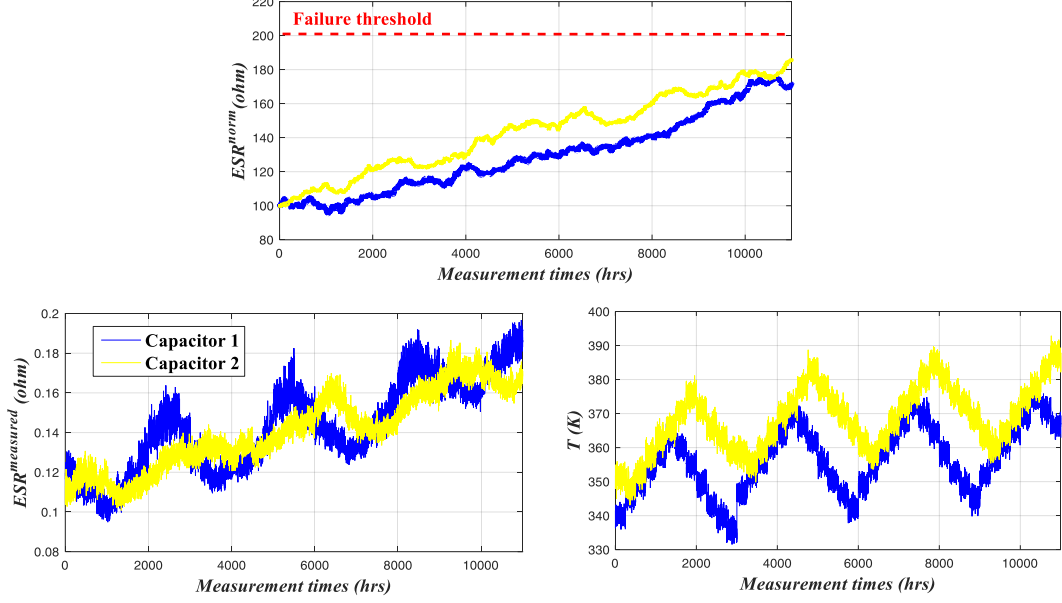 220
Failure threshold
200
180
160
140
120
100
80
ESR^norm (ohm)
0 2000 4000 6000 8000 10000
Measurement times (hrs)
0.2
0.18
0.16
0.14
0.12
0.1
0.08
ESR^measured (ohm)
Capacitor 1
Capacitor 2
0 2000 4000 6000 8000 10000
Measurement times (hrs)
400
390
380
370
360
350
340
330
T (K)
0 2000 4000 6000 8000 10000
Measurement times (hrs)